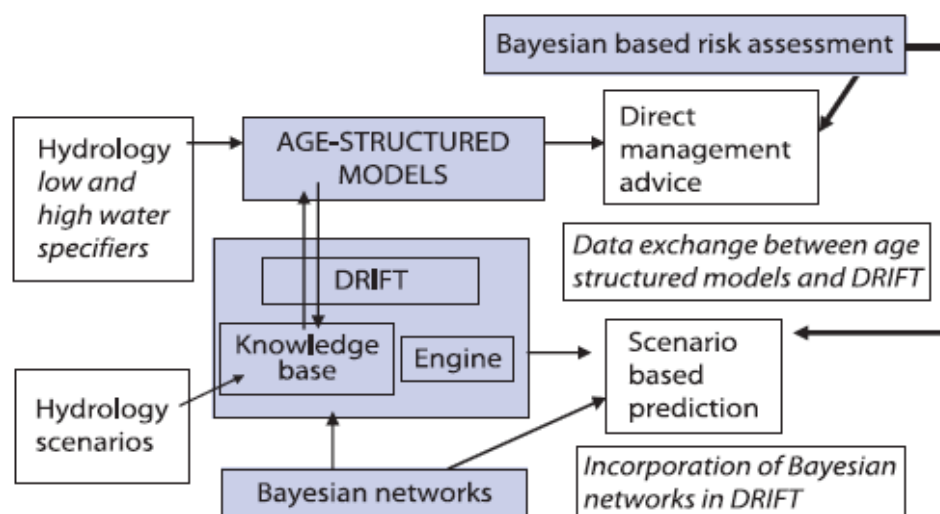 Bayesian based risk assessment
Hydrology
low and
high water
specifiers
AGE-STRUCTURED
MODELS
Direct
management
advice
Data exchange between age
structured models and DRIFT
DRIFT
Knowledge
base
Engine
Scenario
based
prediction
Hydrology
scenarios
Bayesian networks
Incorporation of Bayesian
networks in DRIFT